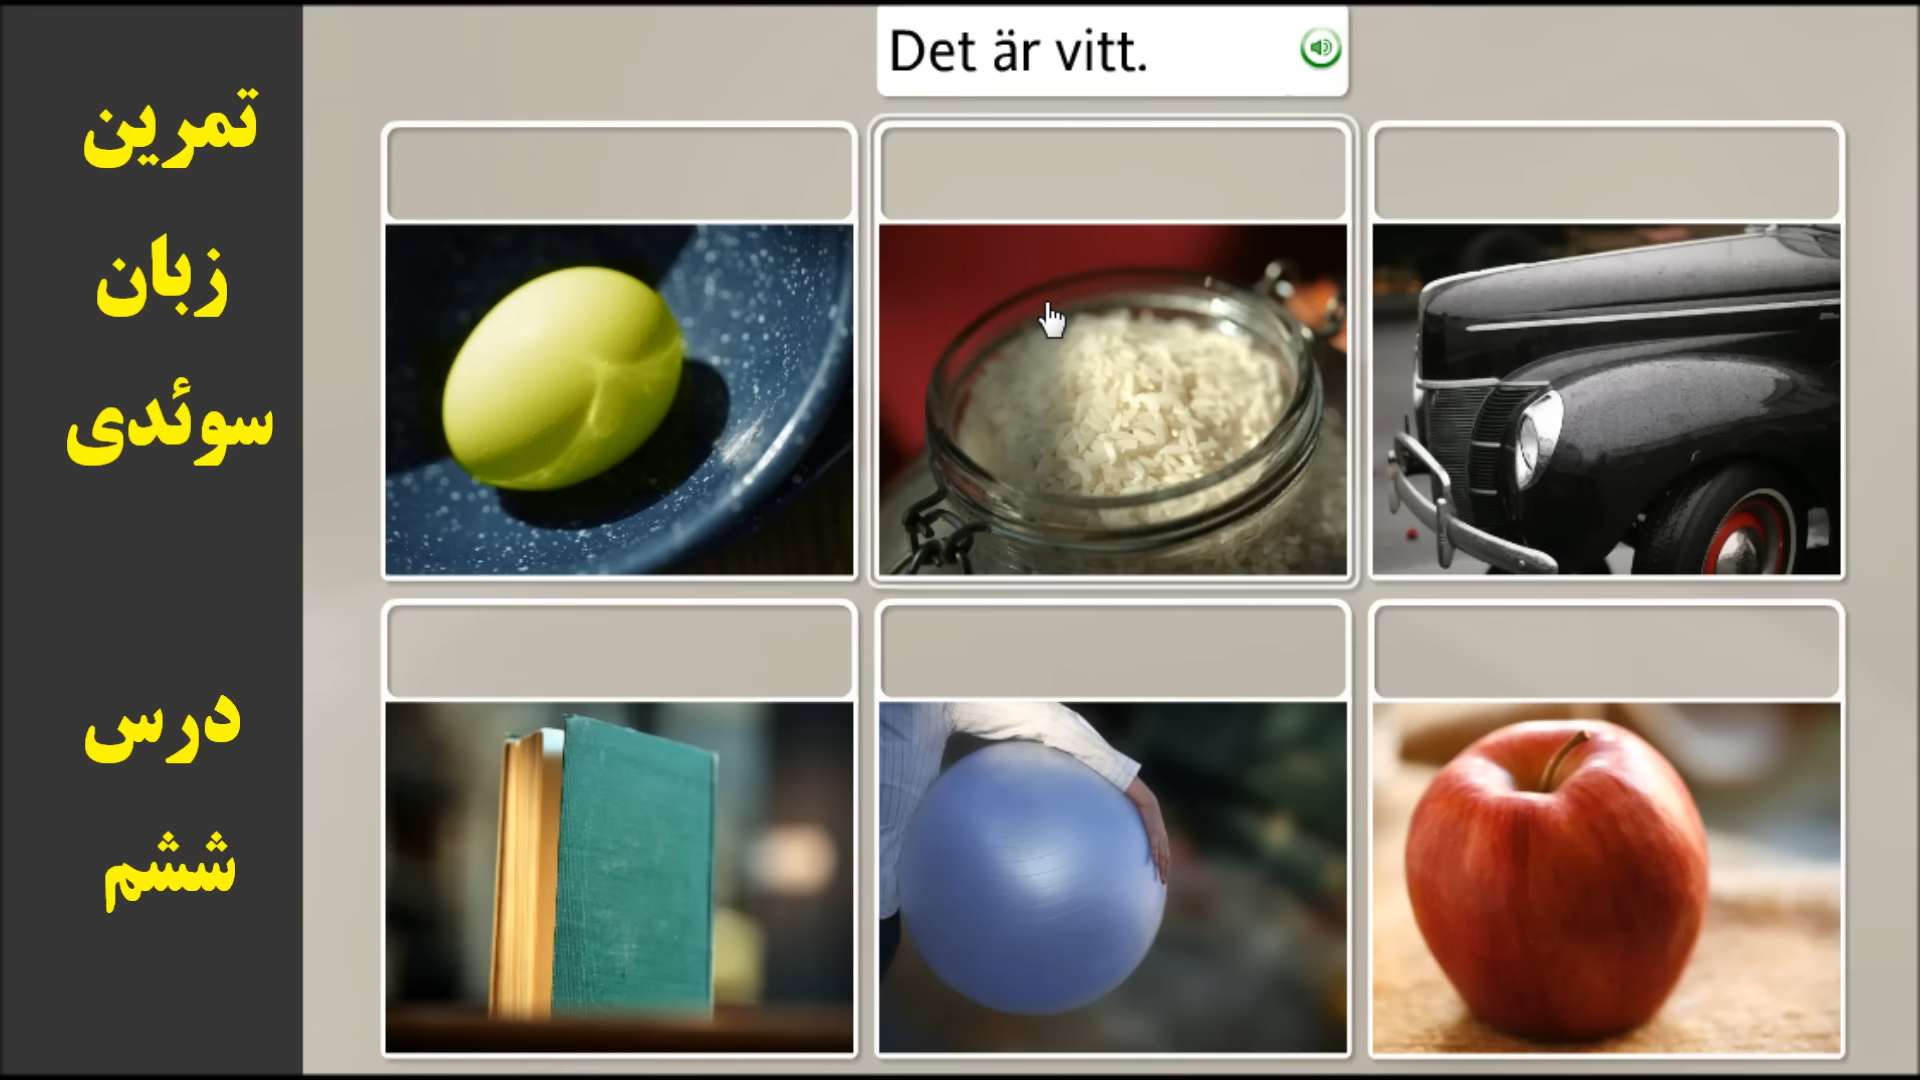 Det är vitt.
تمرین
زبان
سوئدی
درس
ششم